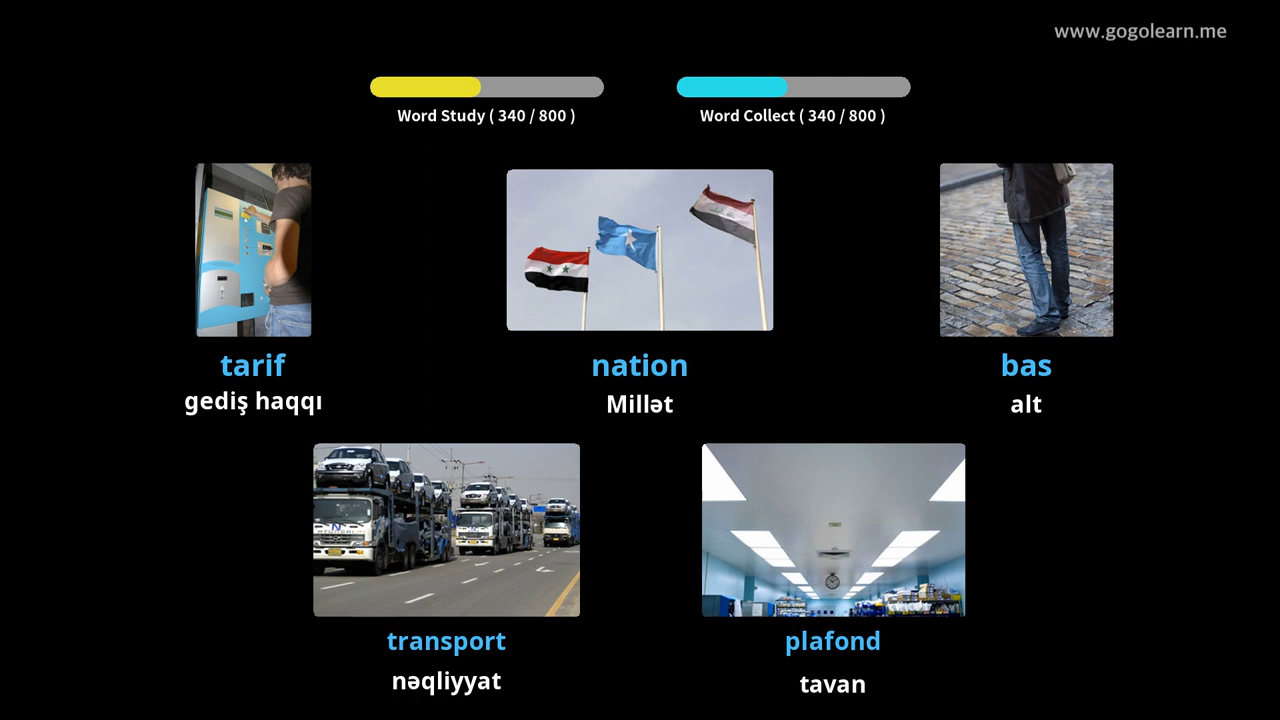 www.gogolearn.me
Word Study ( 340 / 800 )
Word Collect ( 340 / 800 )
tarif
gediş haqqı
nation
Millət
bas
alt
transport
nəqliyyat
plafond
tavan